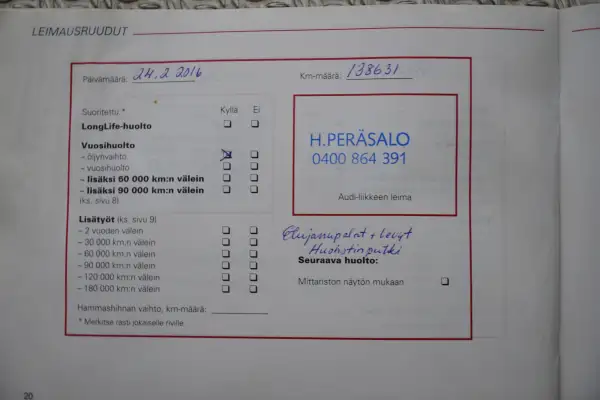 LEIMAUSRUUDUT
Päivämäärä: 24.2 2016
Km-määrä: 138631
Suoritettu * Kyllä Ei
LongLife-huolto
Vuosihuolto
– öljynvaihto
– vuosihuolto
– lisäksi 60 000 km:n välein
– lisäksi 90 000 km:n välein
(ks. sivu 8)
H.PERÄSALO
0400 864 391
Audi-liikkeen leima
Lisätyöt (ks. sivu 9)
– 2 vuoden välein
– 30 000 km:n välein
– 60 000 km:n välein
– 90 000 km:n välein
– 120 000 km:n välein
– 180 000 km:n välein
Etujarrupalat + levyt
Huohotinputki
Seuraava huolto:
Mittariston näytön mukaan
Hammashihnan vaihto, km-määrä:
* Merkitse rasti jokaiselle riville
20